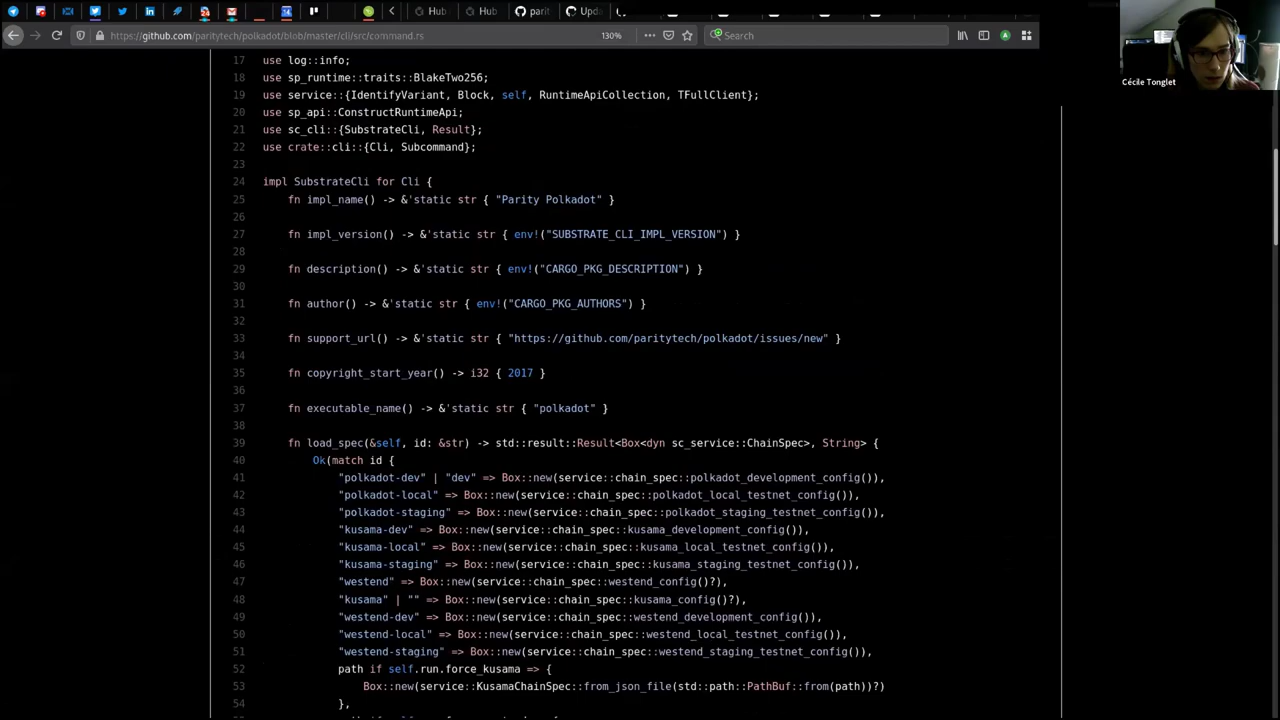 Hub
Hub
parit
Upda
https://github.com/paritytech/polkadot/blob/master/cli/src/command.rs
130%
Search
Cécile Tonglet
17 use log::info;
18 use sp_runtime::traits::BlakeTwo256;
19 use service::{IdentifyVariant, Block, self, RuntimeApiCollection, TFullClient};
20 use sp_api::ConstructRuntimeApi;
21 use sc_cli::{SubstrateCli, Result};
22 use crate::cli::{Cli, Subcommand};
23
24 impl SubstrateCli for Cli {
25 fn impl_name() -> &'static str { "Parity Polkadot" }
26
27 fn impl_version() -> &'static str { env!("SUBSTRATE_CLI_IMPL_VERSION") }
28
29 fn description() -> &'static str { env!("CARGO_PKG_DESCRIPTION") }
30
31 fn author() -> &'static str { env!("CARGO_PKG_AUTHORS") }
32
33 fn support_url() -> &'static str { "https://github.com/paritytech/polkadot/issues/new" }
34
35 fn copyright_start_year() -> i32 { 2017 }
36
37 fn executable_name() -> &'static str { "polkadot" }
38
39 fn load_spec(&self, id: &str) -> std::result::Result<Box<dyn sc_service::ChainSpec>, String> {
40 Ok(match id {
41 "polkadot-dev" | "dev" => Box::new(service::chain_spec::polkadot_development_config()),
42 "polkadot-local" => Box::new(service::chain_spec::polkadot_local_testnet_config()),
43 "polkadot-staging" => Box::new(service::chain_spec::polkadot_staging_testnet_config()),
44 "kusama-dev" => Box::new(service::chain_spec::kusama_development_config()),
45 "kusama-local" => Box::new(service::chain_spec::kusama_local_testnet_config()),
46 "kusama-staging" => Box::new(service::chain_spec::kusama_staging_testnet_config()),
47 "westend" => Box::new(service::chain_spec::westend_config()?),
48 "kusama" | "" => Box::new(service::chain_spec::kusama_config()?),
49 "westend-dev" => Box::new(service::chain_spec::westend_development_config()),
50 "westend-local" => Box::new(service::chain_spec::westend_local_testnet_config()),
51 "westend-staging" => Box::new(service::chain_spec::westend_staging_testnet_config()),
52 path if self.run.force_kusama => {
53 Box::new(service::KusamaChainSpec::from_json_file(std::path::PathBuf::from(path))?)
54 },